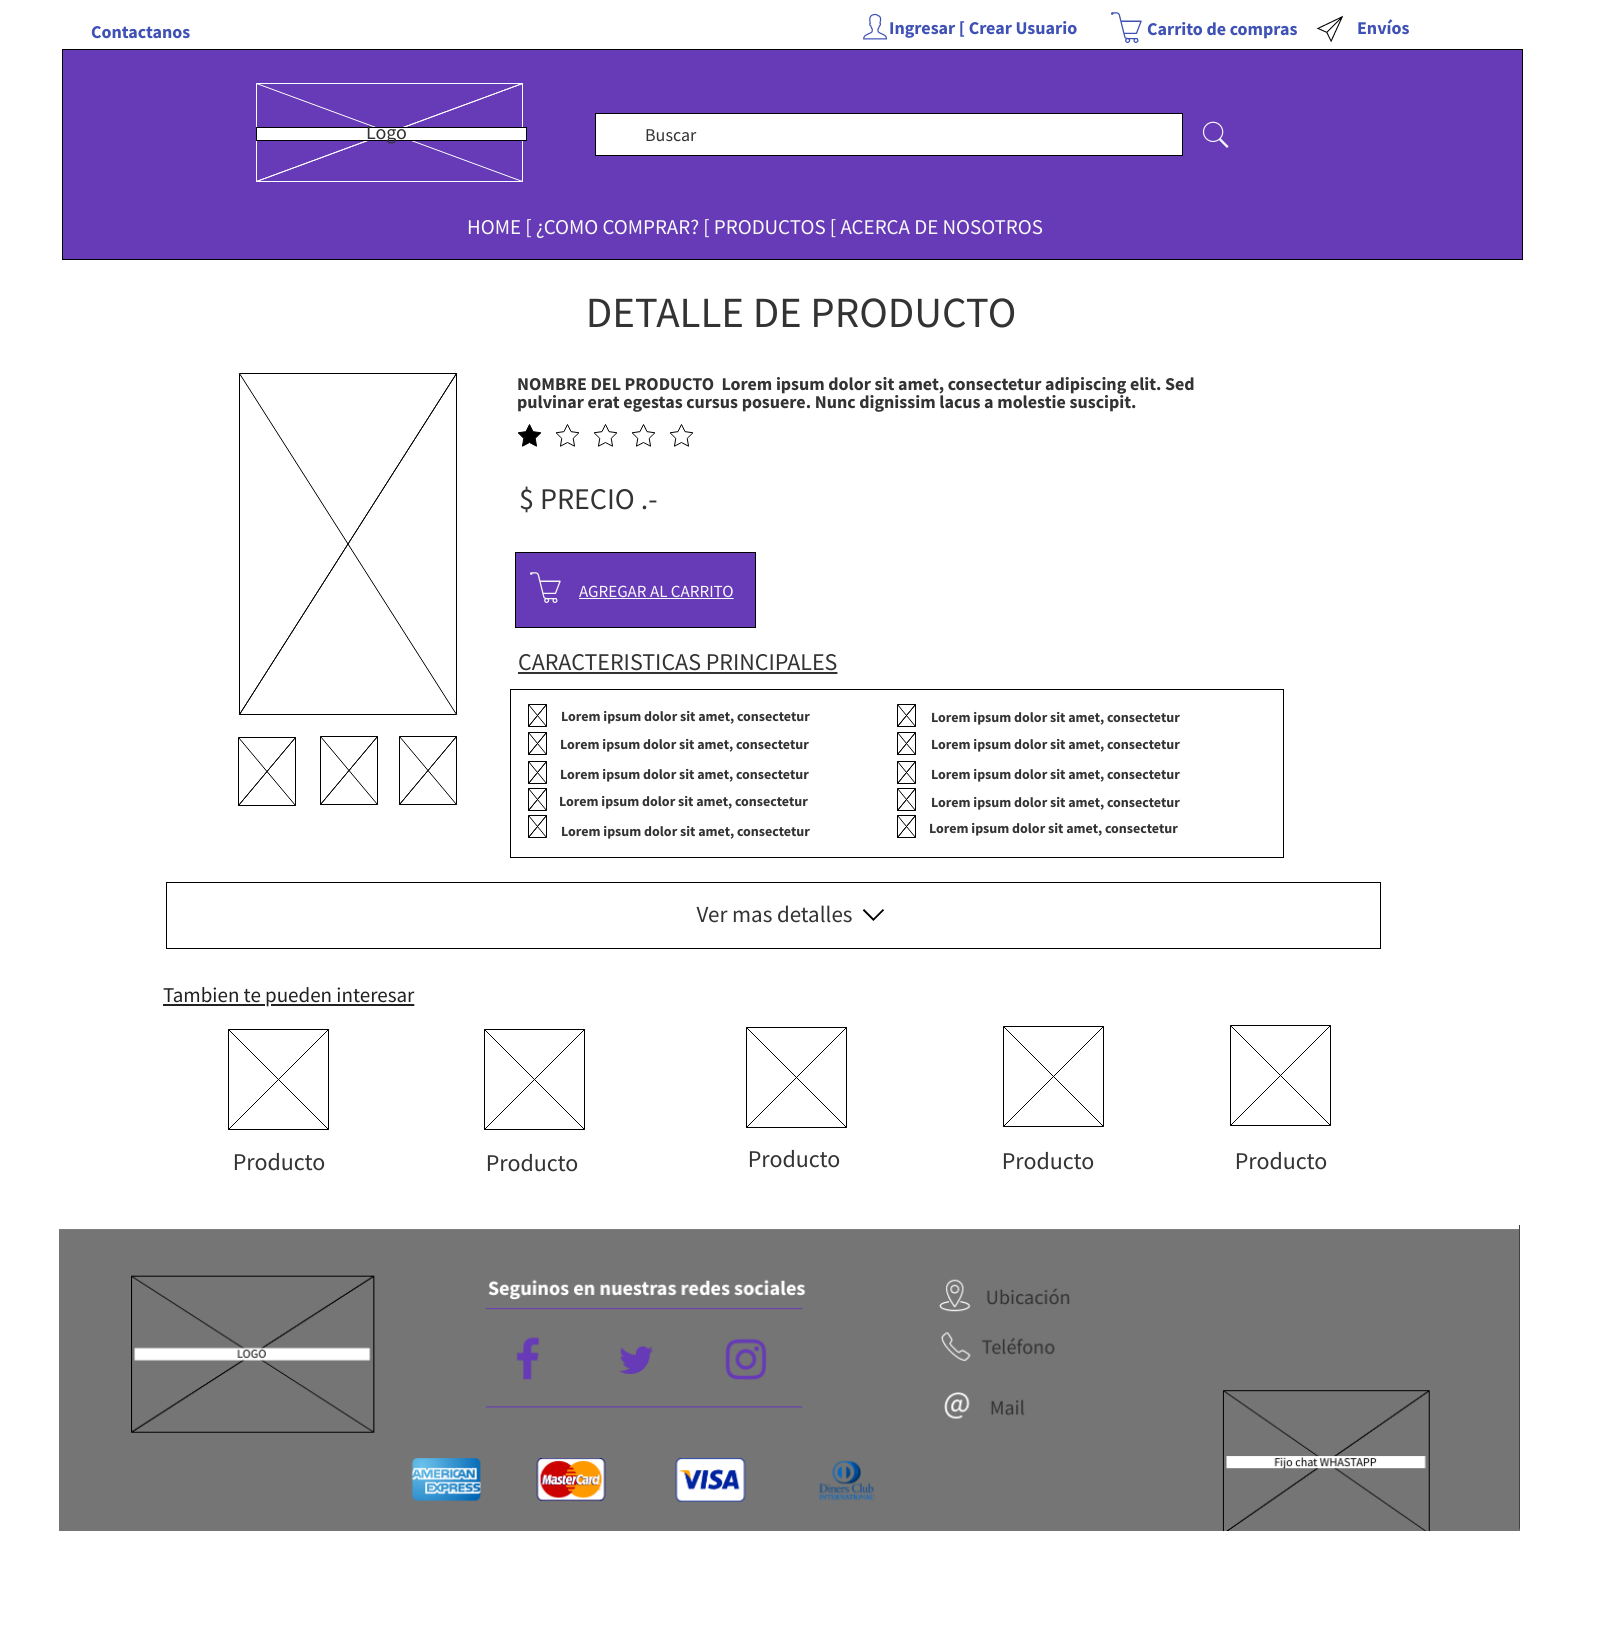 Contactanos
Ingresar [ Crear Usuario
Carrito de compras
Envíos
Logo
Buscar
HOME [ ¿COMO COMPRAR? [ PRODUCTOS [ ACERCA DE NOSOTROS
DETALLE DE PRODUCTO
NOMBRE DEL PRODUCTO  Lorem ipsum dolor sit amet, consectetur adipiscing elit. Sed
pulvinar erat egestas cursus posuere. Nunc dignissim lacus a molestie suscipit.
$ PRECIO .-
AGREGAR AL CARRITO
CARACTERISTICAS PRINCIPALES
Lorem ipsum dolor sit amet, consectetur
Lorem ipsum dolor sit amet, consectetur
Lorem ipsum dolor sit amet, consectetur
Lorem ipsum dolor sit amet, consectetur
Lorem ipsum dolor sit amet, consectetur
Lorem ipsum dolor sit amet, consectetur
Lorem ipsum dolor sit amet, consectetur
Lorem ipsum dolor sit amet, consectetur
Lorem ipsum dolor sit amet, consectetur
Lorem ipsum dolor sit amet, consectetur
Ver mas detalles
Tambien te pueden interesar
Producto
Producto
Producto
Producto
Producto
LOGO
Seguinos en nuestras redes sociales
Ubicación
Teléfono
@ Mail
AMERICAN
EXPRESS
MasterCard
VISA
Diners Club
INTERNATIONAL
Fijo chat WHASTAPP